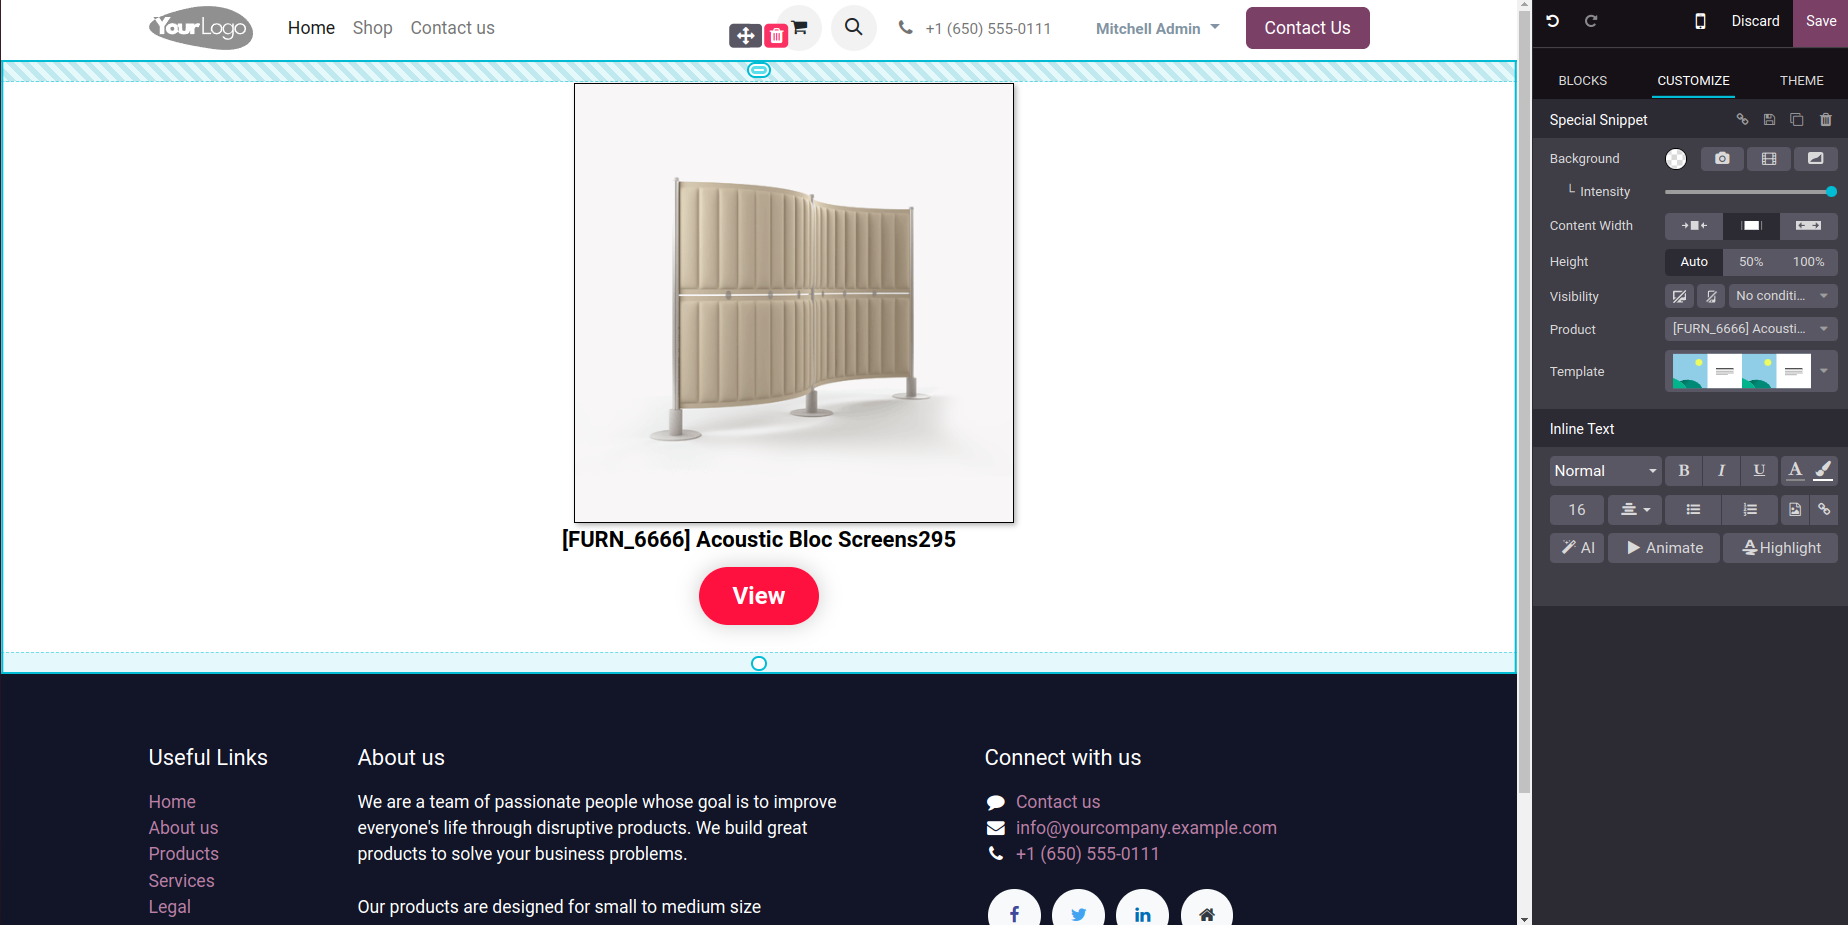 YourLogo
Home Shop Contact us
+1 (650) 555-0111
Mitchell Admin
Contact Us
Discard
Save
BLOCKS CUSTOMIZE THEME
Special Snippet
Background
Intensity
Content Width
Height Auto 50% 100%
Visibility No conditi...
Product [FURN_6666] Acousti...
Template
Inline Text
Normal B I U A
16
AI Animate A Highlight
[FURN_6666] Acoustic Bloc Screens295
View
Useful Links
Home
About us
Products
Services
Legal
About us
We are a team of passionate people whose goal is to improve
everyone's life through disruptive products. We build great
products to solve your business problems.
Our products are designed for small to medium size
Connect with us
Contact us
info@yourcompany.example.com
+1 (650) 555-0111